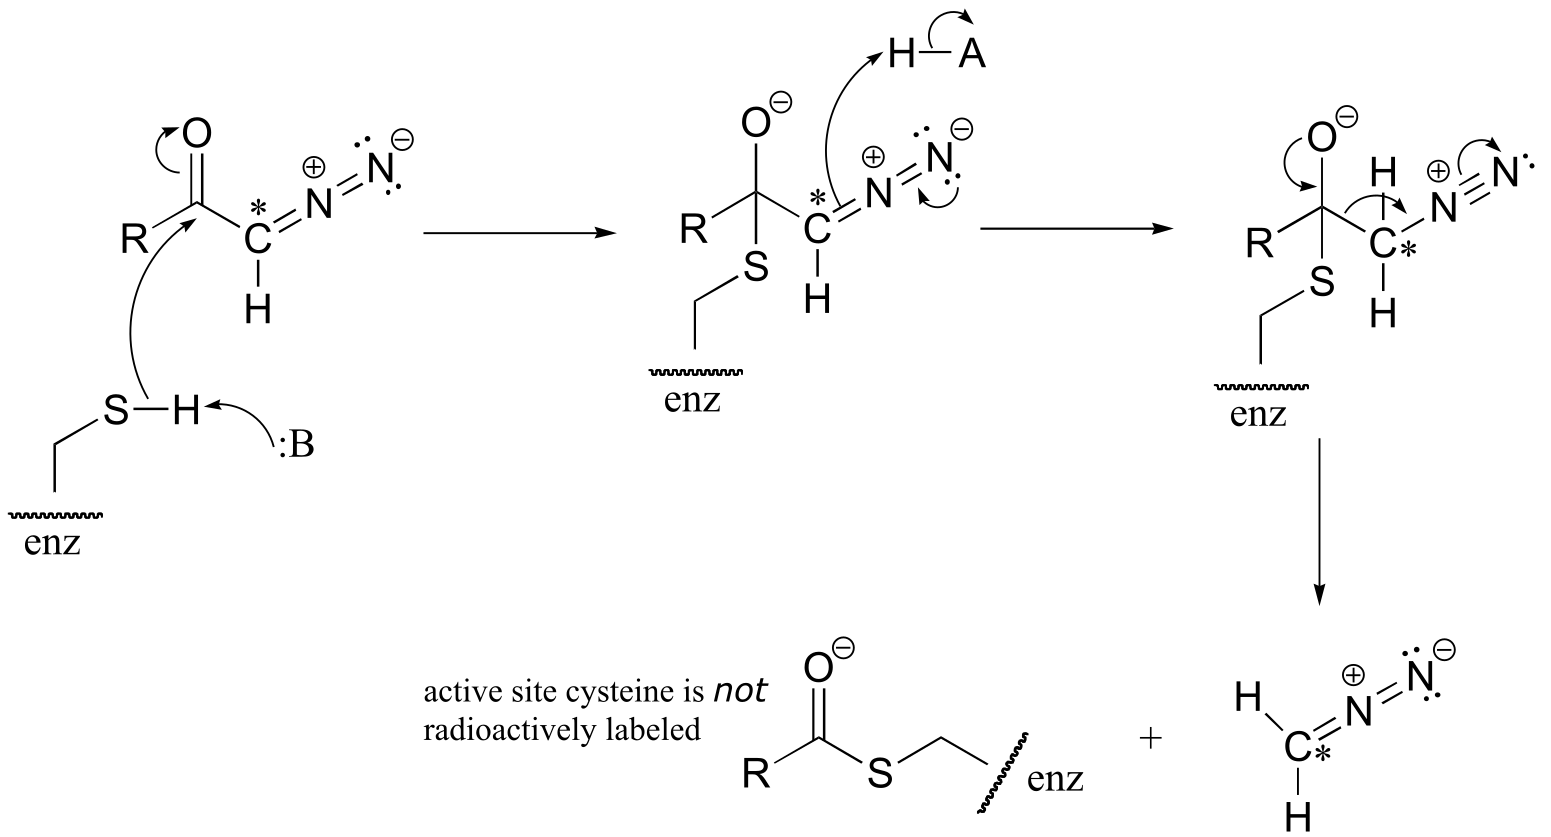 H—A
O⊖
O⊖
O⊖
N⊖
N⊖
⊕
⊕
⊕
H
N
N
N
N
R
*
C
R
*
C
R
C*
S
S
H
H
H
enz
enz
S—H
:B
enz
active site cysteine is not
radioactively labeled
O⊖
R
S
enz
+
H
C*
⊕
N
N⊖
H